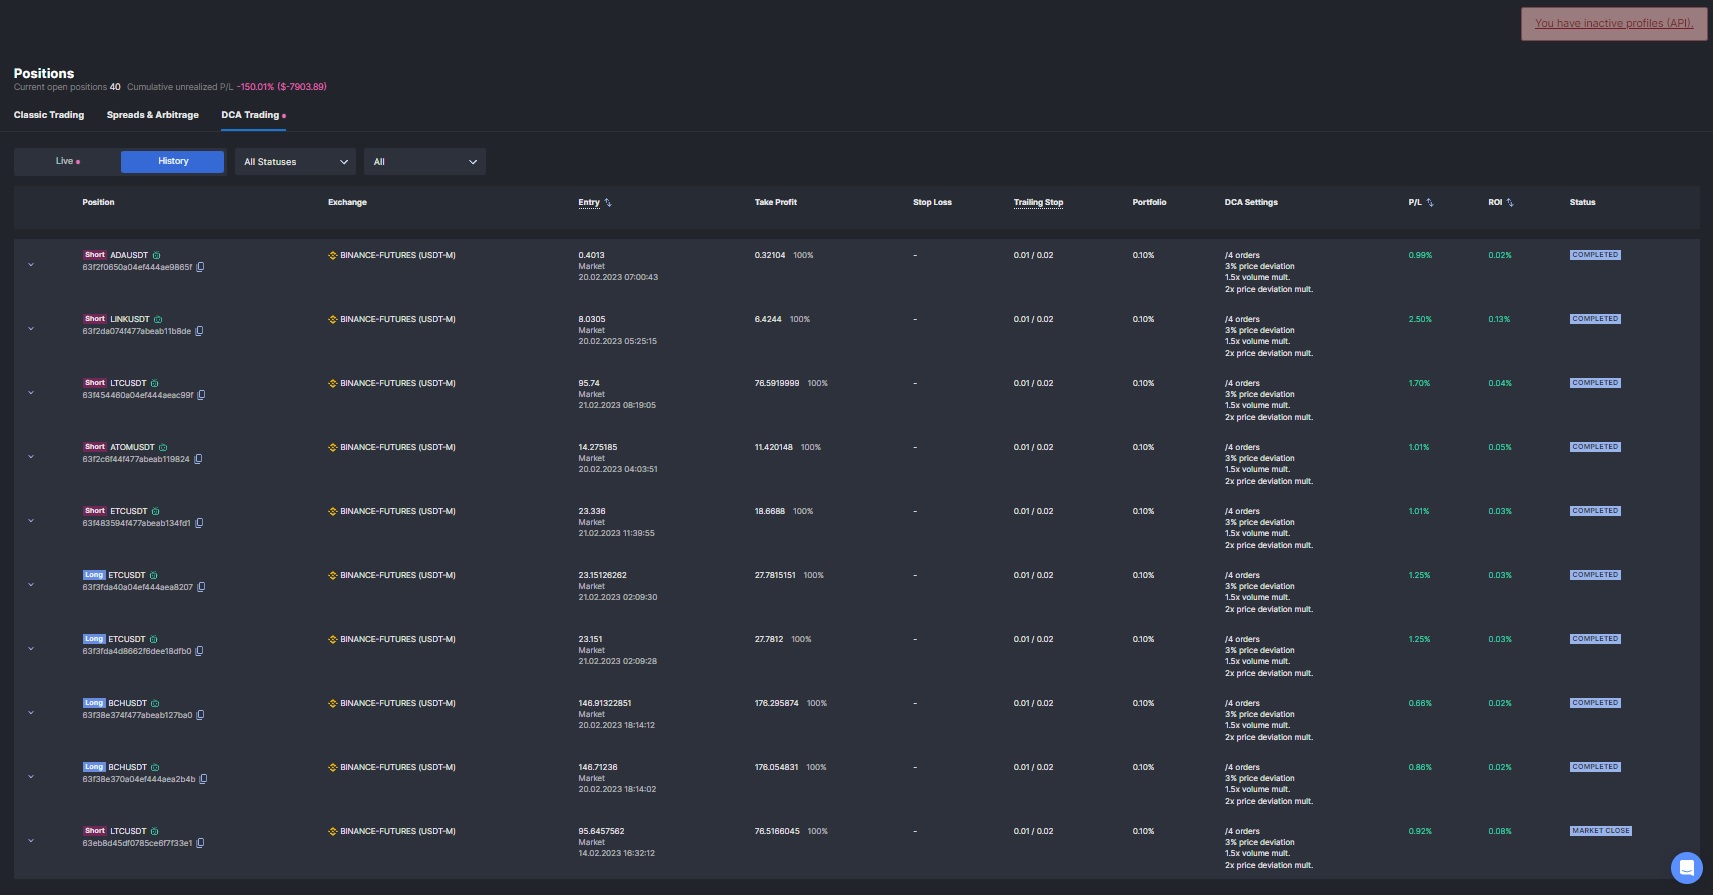 You have inactive profiles (API).
Positions
Current open positions 40 Cumulative unrealized P/L -150.01% ($-7903.89)
Classic Trading Spreads & Arbitrage DCA Trading
Live History All Statuses All
Position Exchange Entry Take Profit Stop Loss Trailing Stop Portfolio DCA Settings P/L ROI Status
Short ADAUSDT BINANCE-FUTURES (USDT-M) 0.4013 0.32104 100% - 0.01 / 0.02 0.10% /4 orders 0.99% 0.02% COMPLETED
63f2f0650a04ef444ae9865f Market 3% price deviation
20.02.2023 07:00:43 1.5x volume mult.
2x price deviation mult.
Short LINKUSDT BINANCE-FUTURES (USDT-M) 8.0305 6.4244 100% - 0.01 / 0.02 0.10% /4 orders 2.50% 0.13% COMPLETED
63f2da074f477abeab11b8de Market 3% price deviation
20.02.2023 05:25:15 1.5x volume mult.
2x price deviation mult.
Short LTCUSDT BINANCE-FUTURES (USDT-M) 95.74 76.5919999 100% - 0.01 / 0.02 0.10% /4 orders 1.70% 0.04% COMPLETED
63f454460a04ef444aeac99f Market 3% price deviation
21.02.2023 08:19:05 1.5x volume mult.
2x price deviation mult.
Short ATOMUSDT BINANCE-FUTURES (USDT-M) 14.275185 11.420148 100% - 0.01 / 0.02 0.10% /4 orders 1.01% 0.05% COMPLETED
63f2c6f44f477abeab119824 Market 3% price deviation
20.02.2023 04:03:51 1.5x volume mult.
2x price deviation mult.
Short ETCUSDT BINANCE-FUTURES (USDT-M) 23.336 18.6688 100% - 0.01 / 0.02 0.10% /4 orders 1.01% 0.03% COMPLETED
63f483594f477abeab134fd1 Market 3% price deviation
21.02.2023 11:39:55 1.5x volume mult.
2x price deviation mult.
Long ETCUSDT BINANCE-FUTURES (USDT-M) 23.15126262 27.7815151 100% - 0.01 / 0.02 0.10% /4 orders 1.25% 0.03% COMPLETED
63f3fda40a04ef444aea8207 Market 3% price deviation
21.02.2023 02:09:30 1.5x volume mult.
2x price deviation mult.
Long ETCUSDT BINANCE-FUTURES (USDT-M) 23.151 27.7812 100% - 0.01 / 0.02 0.10% /4 orders 1.25% 0.03% COMPLETED
63f3fda4d8662f6dee18dfb0 Market 3% price deviation
21.02.2023 02:09:28 1.5x volume mult.
2x price deviation mult.
Long BCHUSDT BINANCE-FUTURES (USDT-M) 146.91322851 176.295874 100% - 0.01 / 0.02 0.10% /4 orders 0.66% 0.02% COMPLETED
63f38e374f477abeab127ba0 Market 3% price deviation
20.02.2023 18:14:12 1.5x volume mult.
2x price deviation mult.
Long BCHUSDT BINANCE-FUTURES (USDT-M) 146.71236 176.054831 100% - 0.01 / 0.02 0.10% /4 orders 0.86% 0.02% COMPLETED
63f38e370a04ef444aea2b4b Market 3% price deviation
20.02.2023 18:14:02 1.5x volume mult.
2x price deviation mult.
Short LTCUSDT BINANCE-FUTURES (USDT-M) 95.6457562 76.5166045 100% - 0.01 / 0.02 0.10% /4 orders 0.92% 0.08% MARKET CLOSE
63eb8d45df0785ce6f7f33e1 Market 3% price deviation
14.02.2023 16:32:12 1.5x volume mult.
2x price deviation mult.